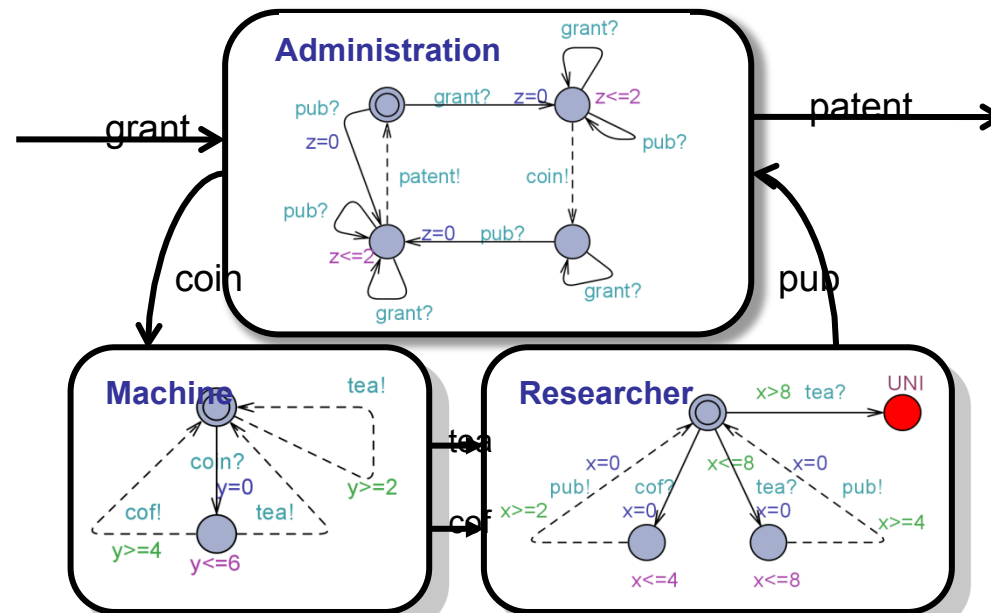 Administration
grant?
pub?
grant?
z=0
z<=2
z=0
pub?
patent!
coin!
pub?
z=0
pub?
z<=2
grant?
grant?
grant
patent
coin
pub
Machine
tea!
coin?
y=0
y>=2
cof!
tea!
y>=4
y<=6
tea
cof
Researcher
UNI
x>8
tea?
x=0
x<=8
x=0
pub!
cof?
tea?
pub!
x>=2
x=0
x=0
x>=4
x<=4
x<=8